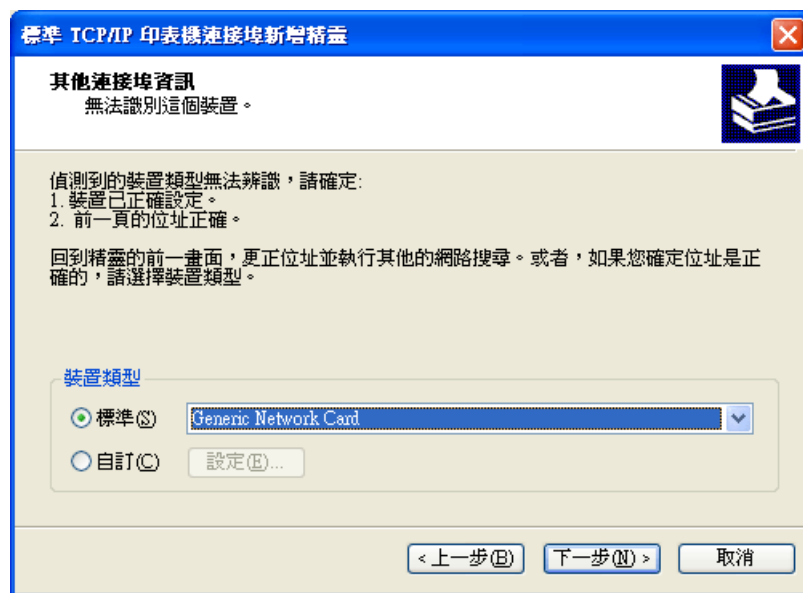 標準 TCP/IP 印表機連接埠新增精靈
其他連接埠資訊
無法識別這個裝置。
偵測到的裝置類型無法辨識，請確定:
1. 裝置已正確設定。
2. 前一頁的位址正確。
回到精靈的前一畫面，更正位址並執行其他的網路搜尋。或者，如果您確定位址是正
確的，請選擇裝置類型。
裝置類型
標準(S) Generic Network Card
自訂(C) 設定(E)...
<上一步(B) 下一步(N)> 取消